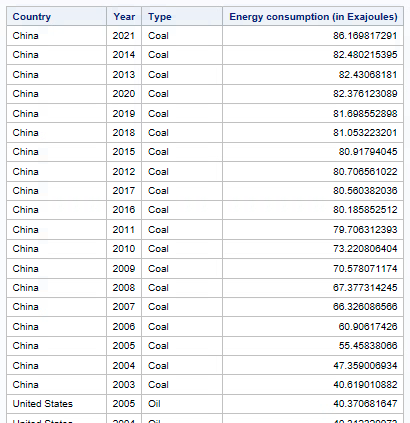 Country Year Type Energy consumption (in Exajoules)
China 2021 Coal 86.169817291
China 2014 Coal 82.480215395
China 2013 Coal 82.43068181
China 2020 Coal 82.376123089
China 2019 Coal 81.698552898
China 2018 Coal 81.053223201
China 2015 Coal 80.91794045
China 2012 Coal 80.706561022
China 2017 Coal 80.560382036
China 2016 Coal 80.185852512
China 2011 Coal 79.706312393
China 2010 Coal 73.220806404
China 2009 Coal 70.578071174
China 2008 Coal 67.377314245
China 2007 Coal 66.326086566
China 2006 Coal 60.90617426
China 2005 Coal 55.45838066
China 2004 Coal 47.359006934
China 2003 Coal 40.619010882
United States 2005 Oil 40.370681647
United States 2004 Oil